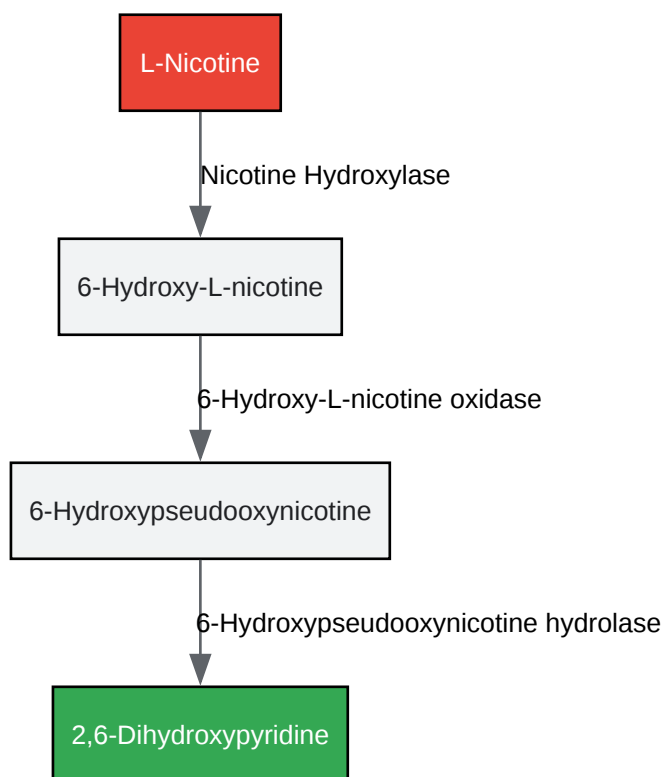 L-Nicotine
Nicotine Hydroxylase
6-Hydroxy-L-nicotine
6-Hydroxy-L-nicotine oxidase
6-Hydroxypseudooxynicotine
6-Hydroxypseudooxynicotine hydrolase
2,6-Dihydroxypyridine